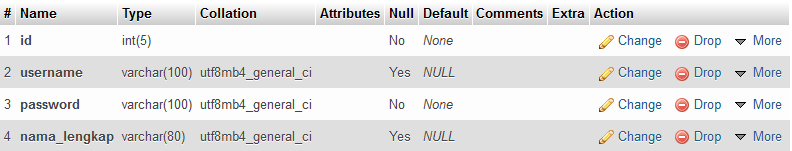 # Name Type Collation Attributes Null Default Comments Extra Action
1 id int(5) No None Change Drop More
2 username varchar(100) utf8mb4_general_ci Yes NULL Change Drop More
3 password varchar(100) utf8mb4_general_ci No None Change Drop More
4 nama_lengkap varchar(80) utf8mb4_general_ci Yes NULL Change Drop More